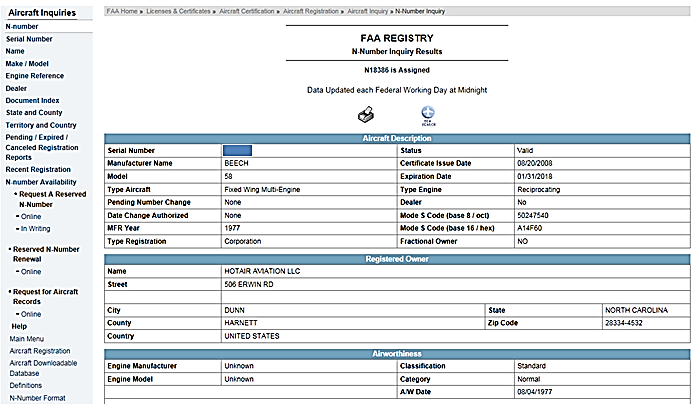 Aircraft Inquiries
N-number
Serial Number
Name
Make / Model
Engine Reference
Dealer
Document Index
State and County
Territory and Country
Pending / Expired /
Canceled Registration
Reports
Recent Registration
N-number Availability
Request A Reserved
N-Number
Online
In Writing
Reserved N-Number
Renewal
Online
Request for Aircraft
Records
Online
Help
Main Menu
Aircraft Registration
Aircraft Downloadable
Database
Definitions
N-Number Format
FAA Home » Licenses & Certificates » Aircraft Certification » Aircraft Registration » Aircraft Inquiry » N-Number Inquiry
FAA REGISTRY
N-Number Inquiry Results
N18386 is Assigned
Data Updated each Federal Working Day at Midnight
NEW
SEARCH
Aircraft Description
Serial Number Status Valid
Manufacturer Name BEECH Certificate Issue Date 08/20/2008
Model 58 Expiration Date 01/31/2018
Type Aircraft Fixed Wing Multi-Engine Type Engine Reciprocating
Pending Number Change None Dealer No
Date Change Authorized None Mode S Code (base 8 / oct) 50247540
MFR Year 1977 Mode S Code (base 16 / hex) A14F60
Type Registration Corporation Fractional Owner NO
Registered Owner
Name HOTAIR AVIATION LLC
Street 506 ERWIN RD
City DUNN State NORTH CAROLINA
County HARNETT Zip Code 28334-4532
Country UNITED STATES
Airworthiness
Engine Manufacturer Unknown Classification Standard
Engine Model Unknown Category Normal
A/W Date 08/04/1977